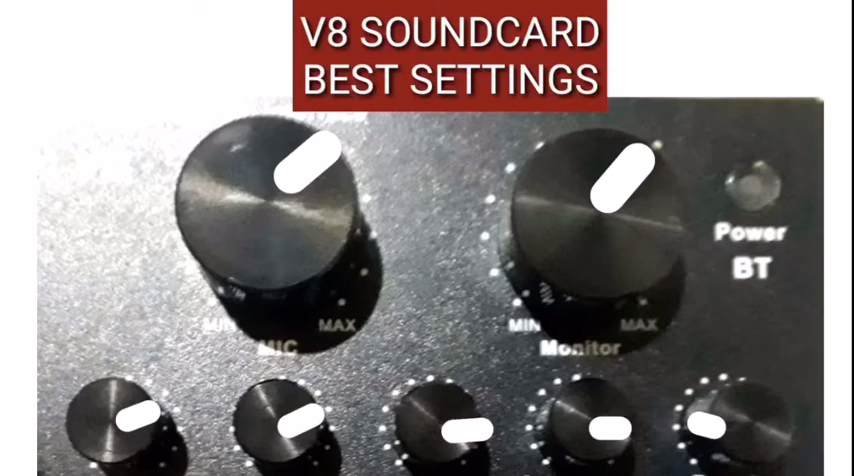 V8 SOUNDCARD
BEST SETTINGS
Power
BT
MIN MAX
MIC
MIN MAX
Monitor